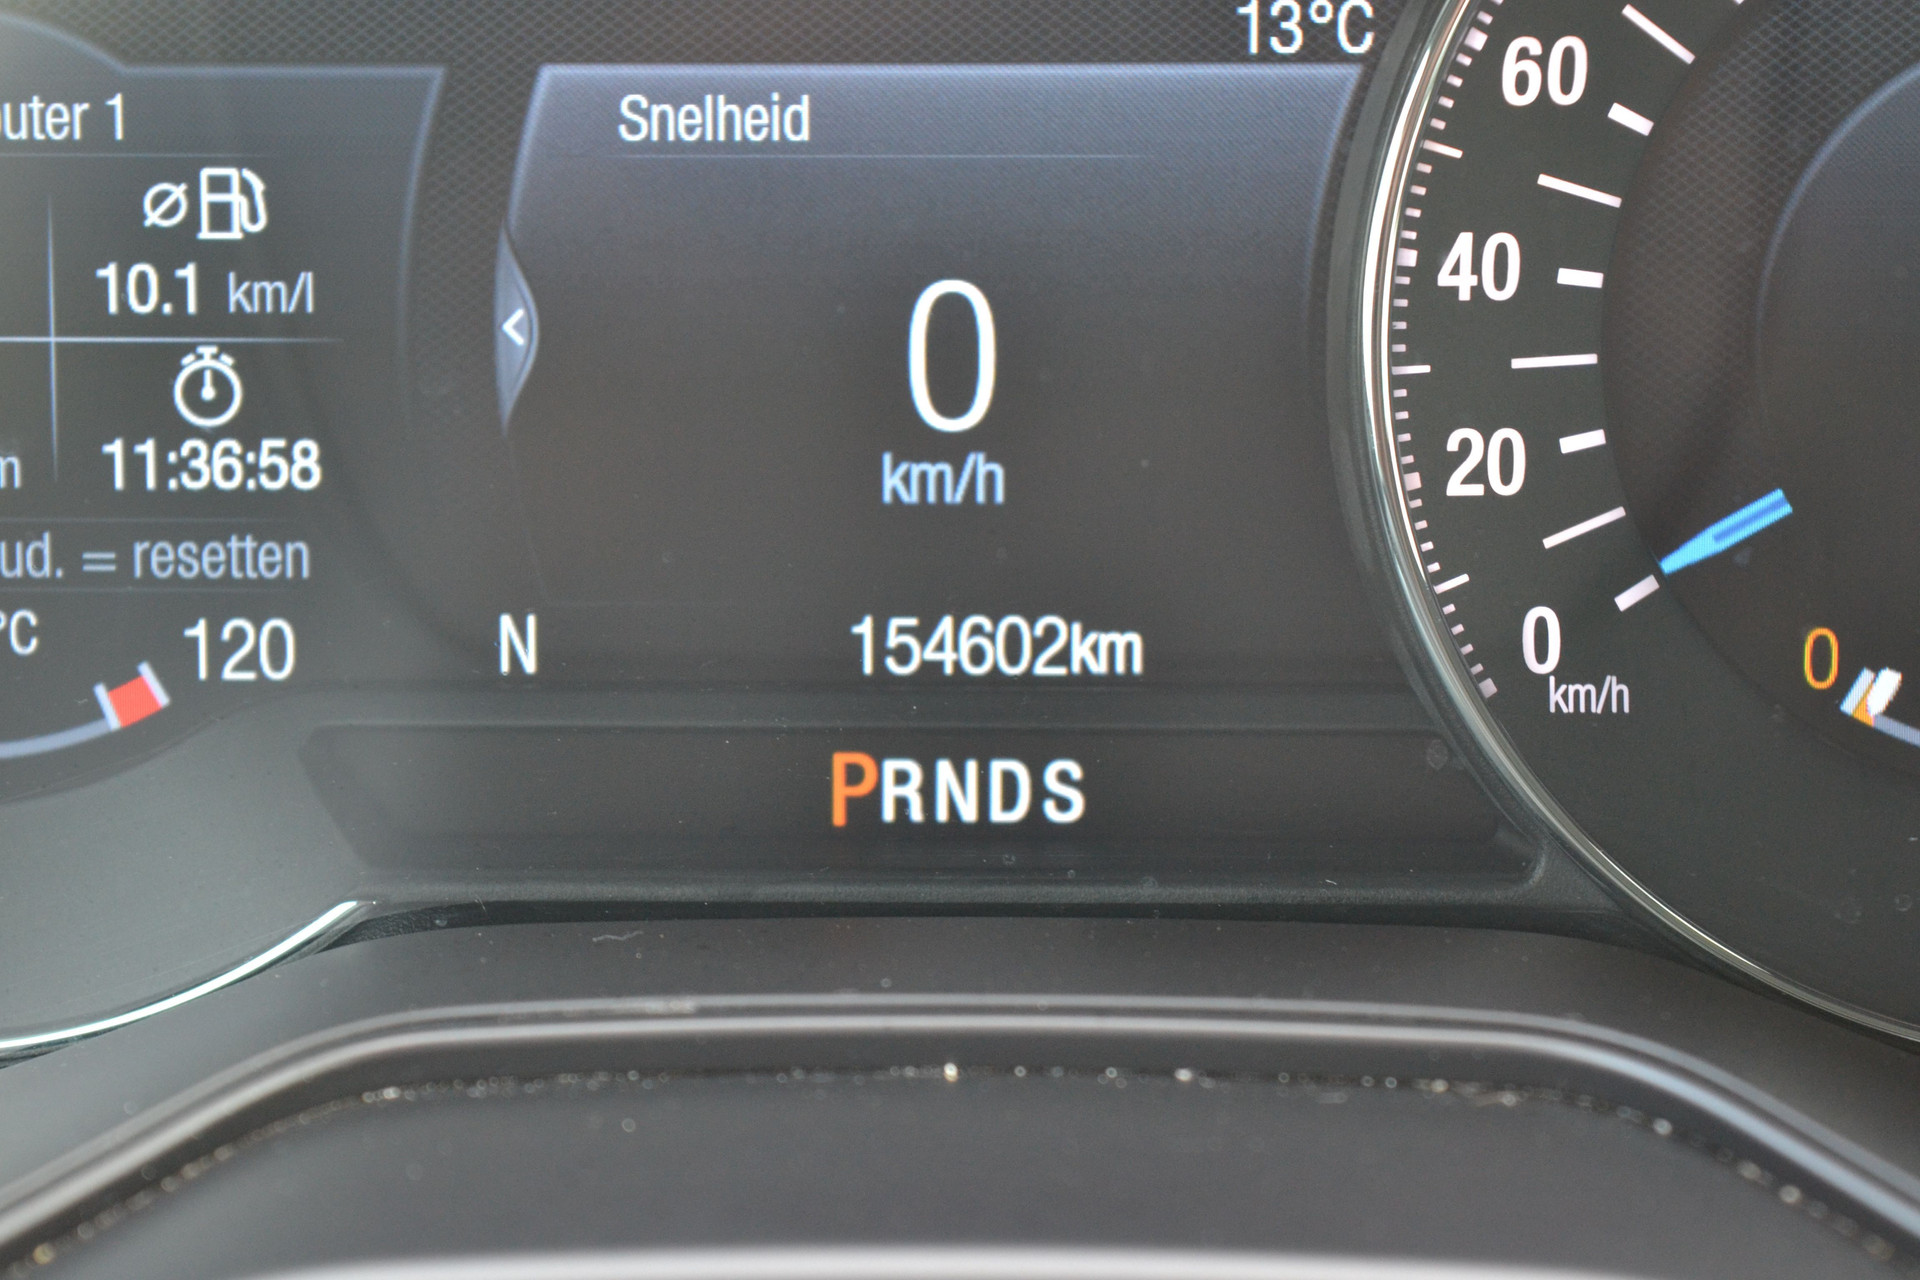 13°C
uter 1
Snelheid
ø
10.1 km/l
11:36:58
ud. = resetten
°C
120
0
km/h
N
154602km
PRNDS
60
40
20
0
km/h
0